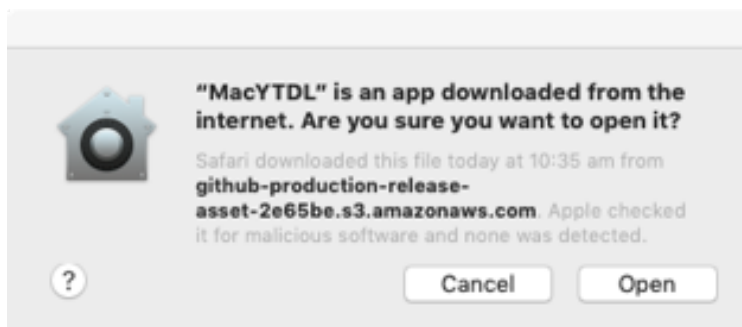 “MacYTDL” is an app downloaded from the
internet. Are you sure you want to open it?
Safari downloaded this file today at 10:35 am from
github-production-release-
asset-2e65be.s3.amazonaws.com. Apple checked
it for malicious software and none was detected.
?
Cancel
Open